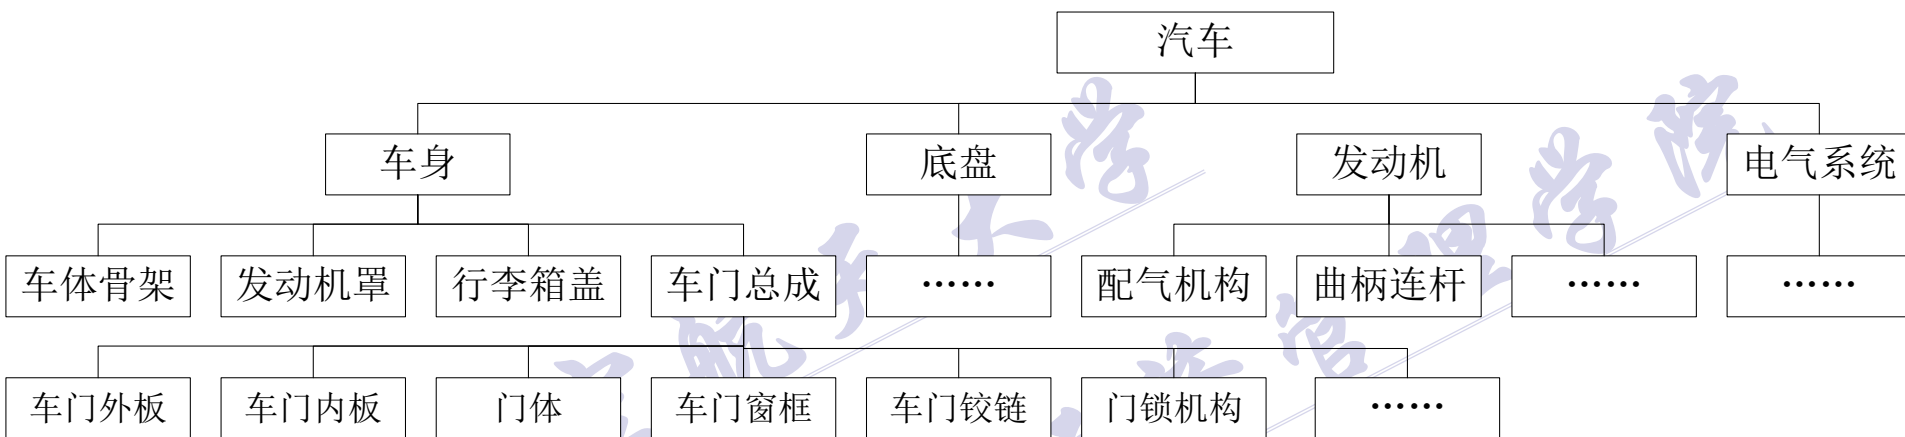 汽车
车身 底盘 发动机 电气系统
车体骨架 发动机罩 行李箱盖 车门总成 …… 配气机构 曲柄连杆 …… ……
车门外板 车门内板 门体 车门窗框 车门铰链 门锁机构 ……